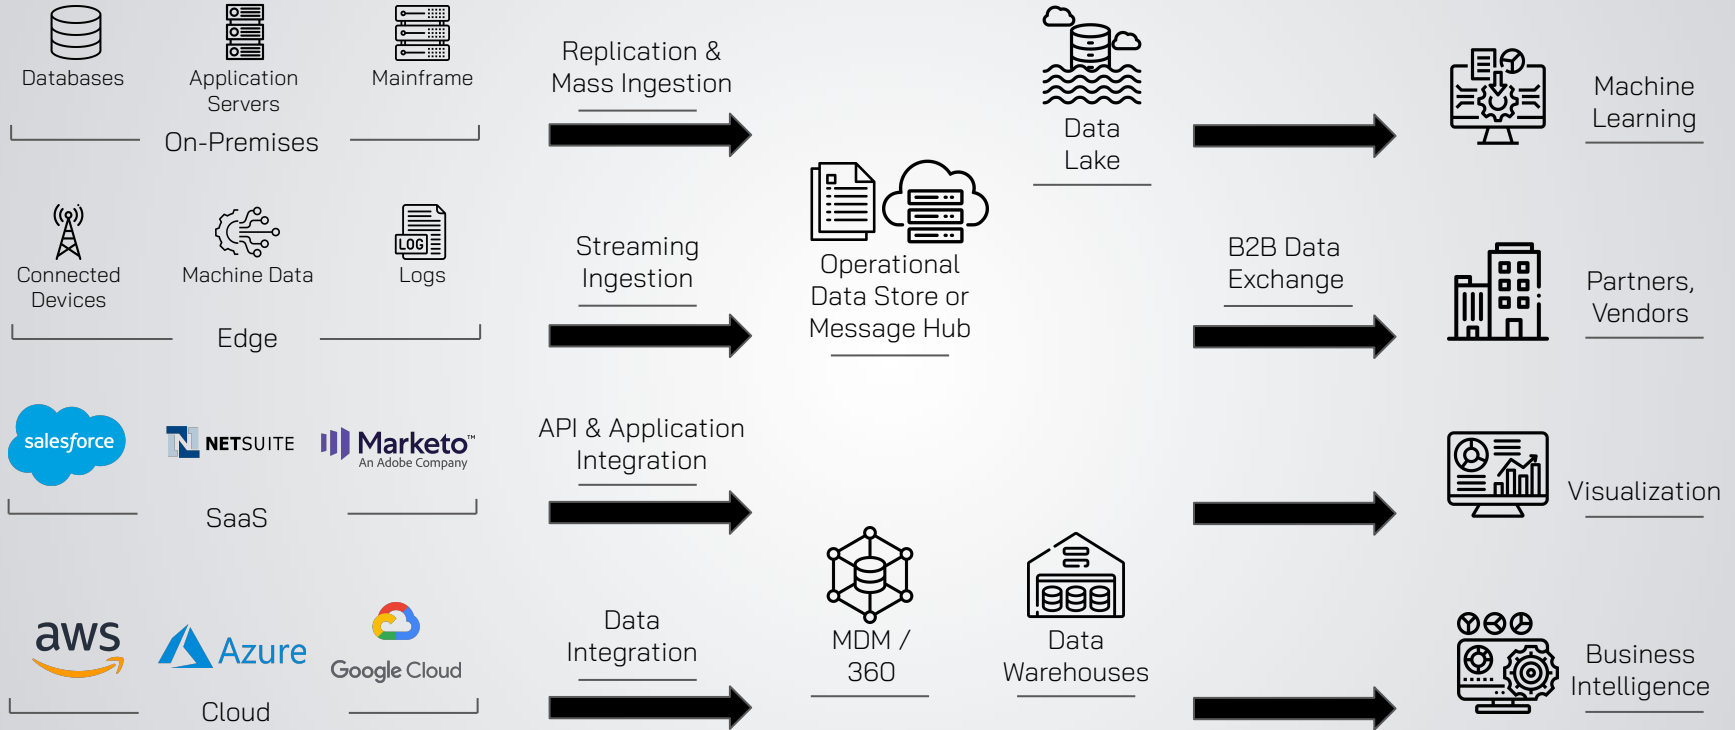 Databases
Application
Servers
Mainframe
On-Premises
Replication &
Mass Ingestion
Data
Lake
Machine
Learning
Connected
Devices
Machine Data
LOG
Logs
Edge
Streaming
Ingestion
Operational
Data Store or
Message Hub
B2B Data
Exchange
Partners,
Vendors
salesforce
N NETSUITE
Marketo™
An Adobe Company
SaaS
API & Application
Integration
Visualization
aws
Azure
Google Cloud
Cloud
Data
Integration
MDM /
360
Data
Warehouses
Business
Intelligence